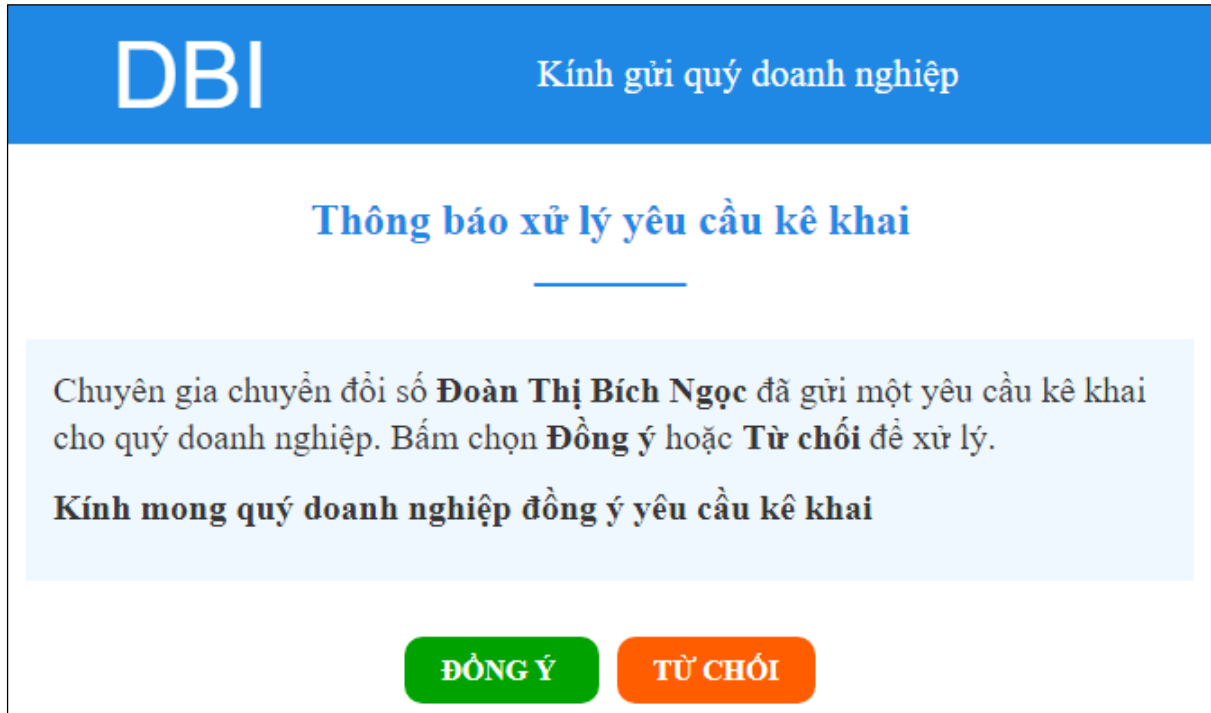 DBI
Kính gửi quý doanh nghiệp
Thông báo xử lý yêu cầu kê khai
Chuyên gia chuyển đổi số Đoàn Thị Bích Ngọc đã gửi một yêu cầu kê khai
cho quý doanh nghiệp. Bấm chọn Đồng ý hoặc Từ chối để xử lý.
Kính mong quý doanh nghiệp đồng ý yêu cầu kê khai
ĐỒNG Ý
TỪ CHỐI